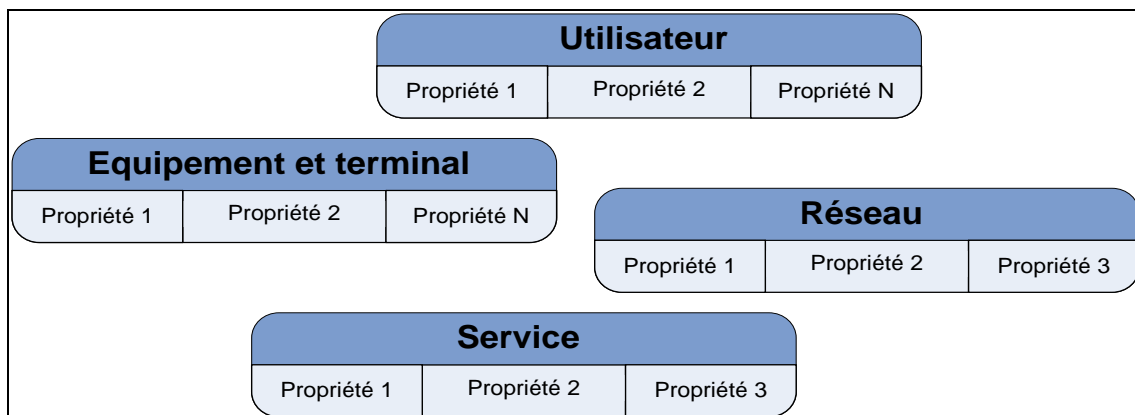 Utilisateur
Propriété 1 Propriété 2 Propriété N
Equipement et terminal
Propriété 1 Propriété 2 Propriété N
Réseau
Propriété 1 Propriété 2 Propriété 3
Service
Propriété 1 Propriété 2 Propriété 3